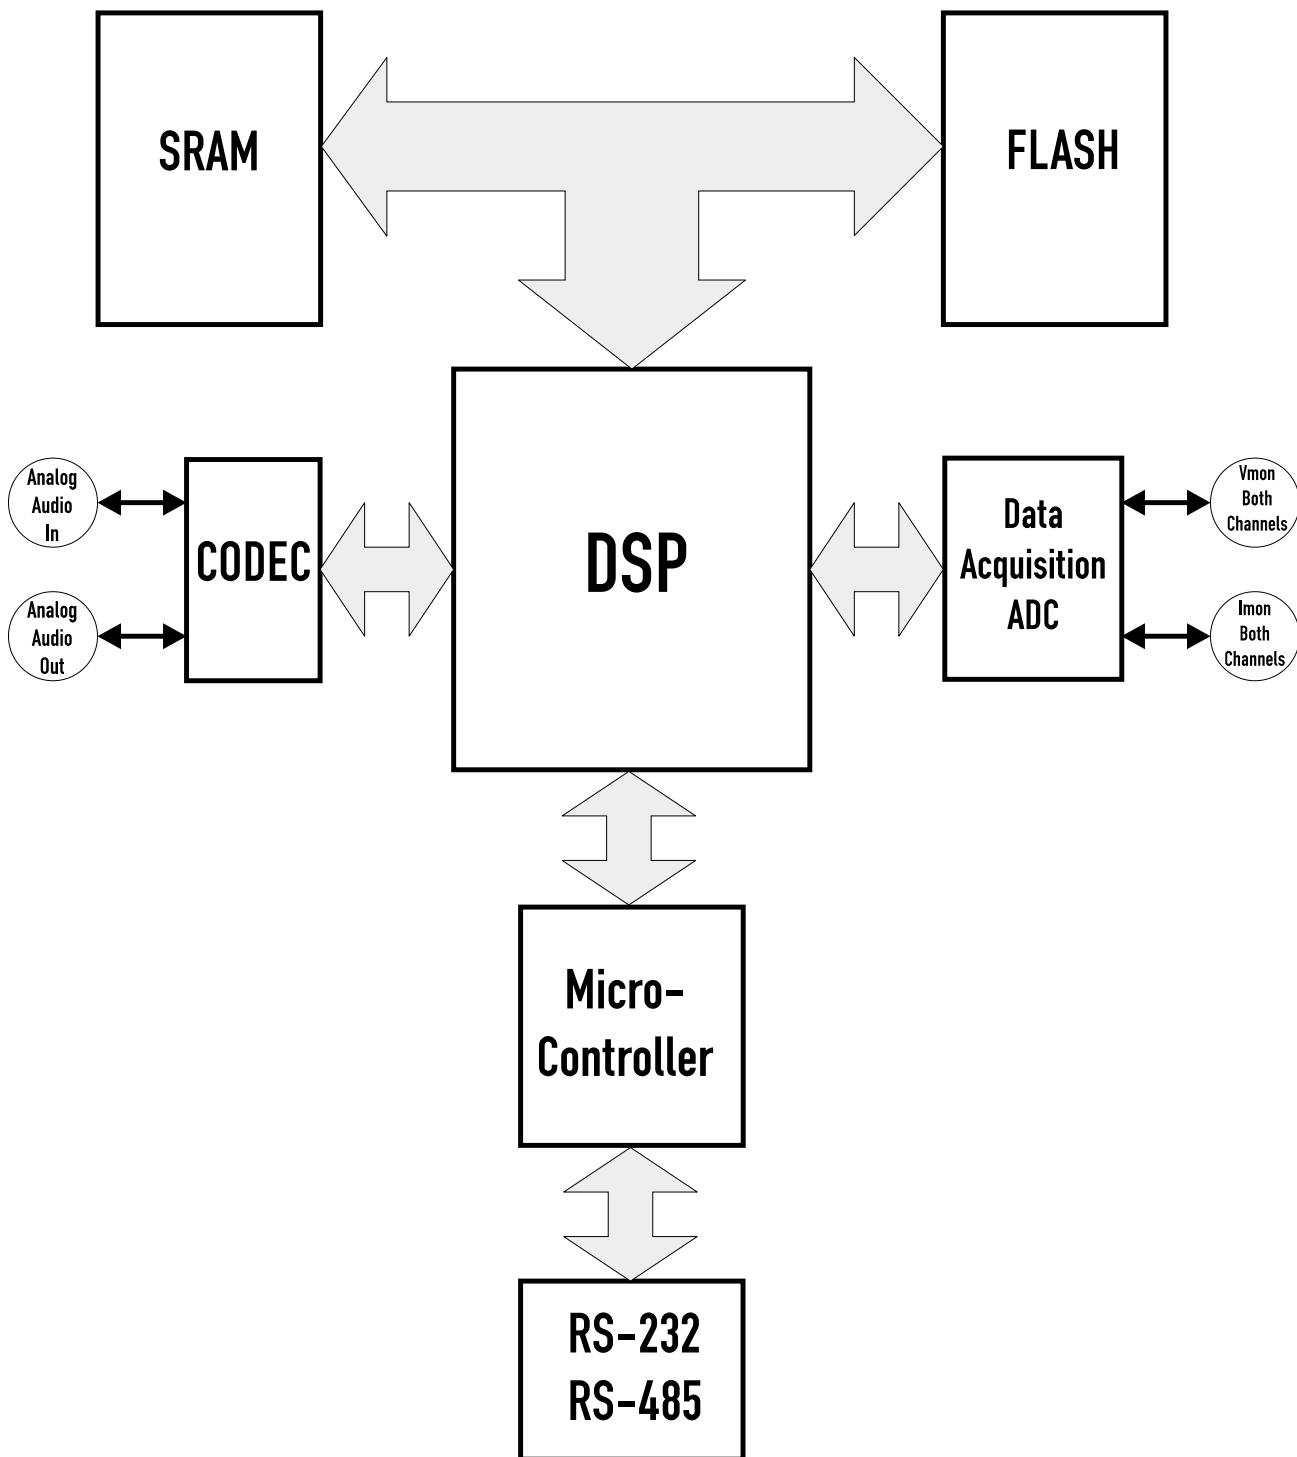 SRAM
FLASH
Analog
Audio
In
Analog
Audio
Out
CODEC
DSP
Data
Acquisition
ADC
Vmon
Both
Channels
Imon
Both
Channels
Micro-
Controller
RS-232
RS-485